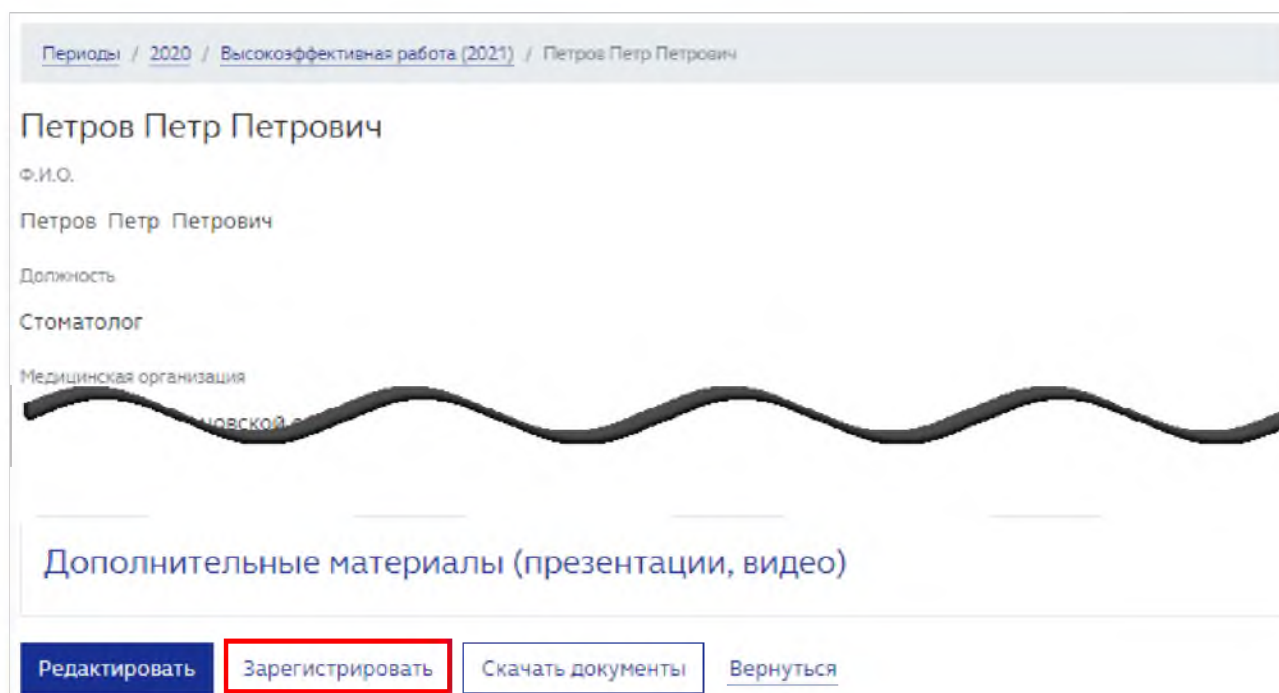 Периоды / 2020 / Высокоэффективная работа (2021) / Петров Петр Петрович
Петров Петр Петрович
Ф.И.О.
Петров Петр Петрович
Должность
Стоматолог
Медицинская организация
Дополнительные материалы (презентации, видео)
Редактировать Зарегистрировать Скачать документы Вернуться